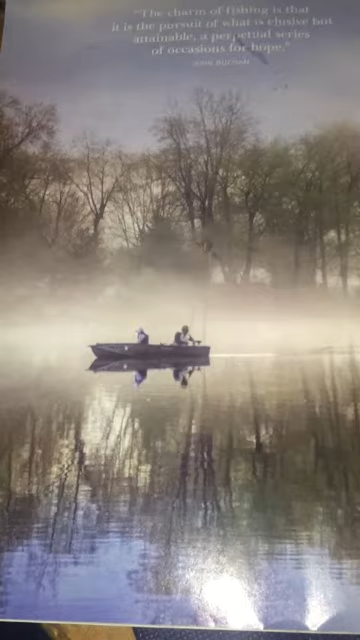 "The charm of fishing is that
it is the pursuit of what is elusive but
attainable, a perpetual series
of occasions for hope."
John Buchan